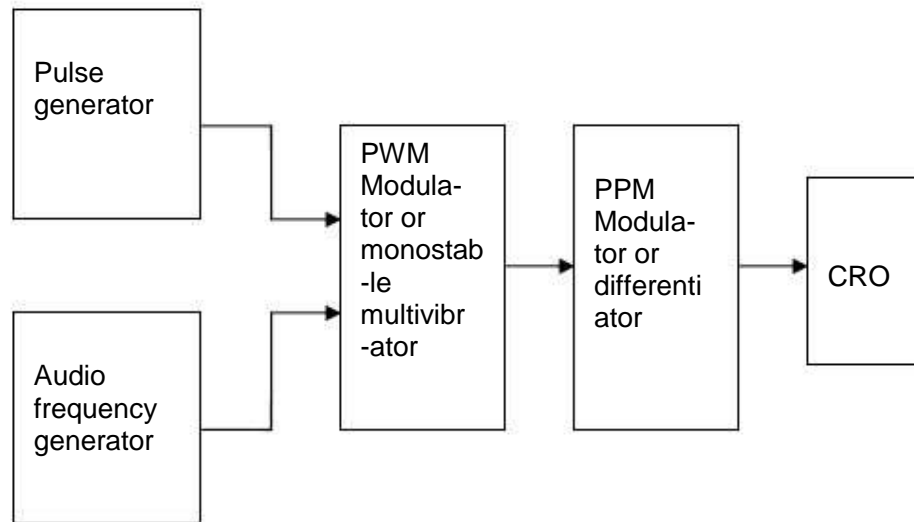 Pulse
generator
PWM
Modula-
tor or
monostab
-le
multivibr
-ator
PPM
Modula-
tor or
differenti
ator
CRO
Audio
frequency
generator